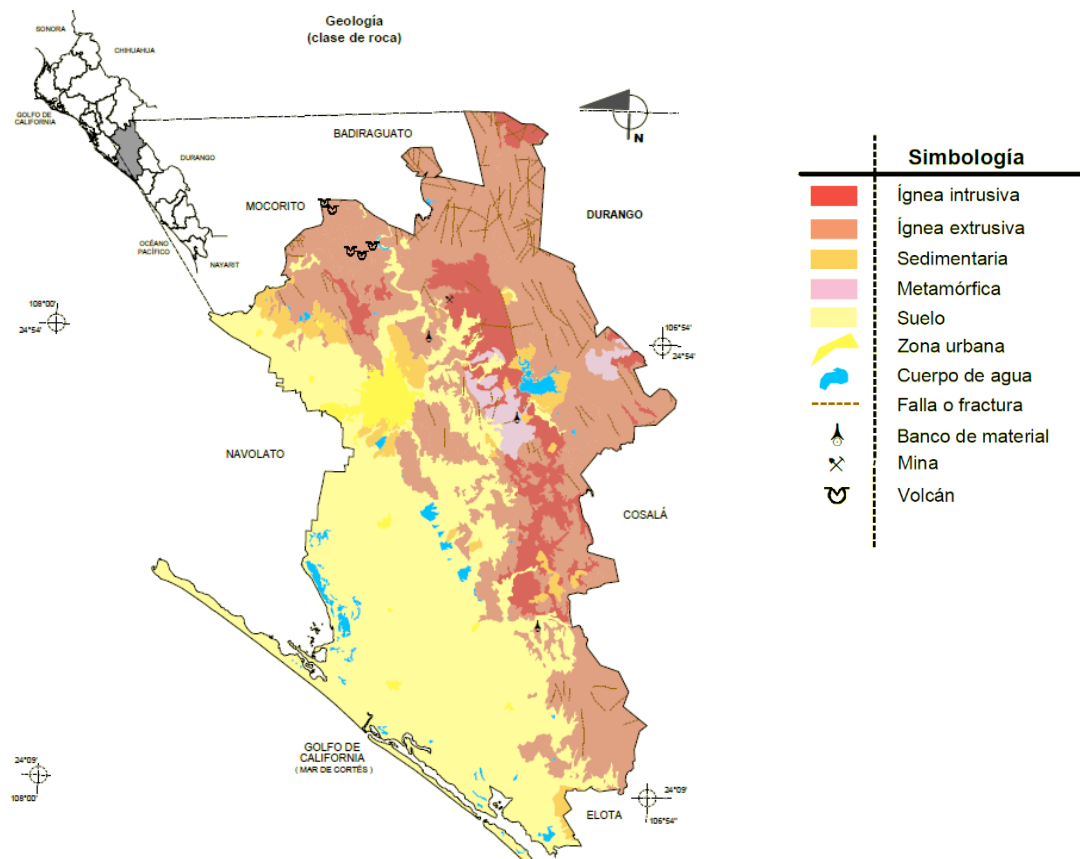 Geología
(clase de roca)
SONORA
CHIHUAHUA
GOLFO DE
CALIFORNIA
DURANGO
OCÉANO
PACÍFICO
NAYARIT
BADIRAGUATO
MOCORITO
DURANGO
N
108°00'
24°54'
106°54'
24°54'
NAVOLATO
COSALÁ
GOLFO DE
CALIFORNIA
( MAR DE CORTÉS )
24°09'
108°00'
ELOTA
24°09'
106°54'
Simbología
Ígnea intrusiva
Ígnea extrusiva
Sedimentaria
Metamórfica
Suelo
Zona urbana
Cuerpo de agua
Falla o fractura
Banco de material
Mina
Volcán